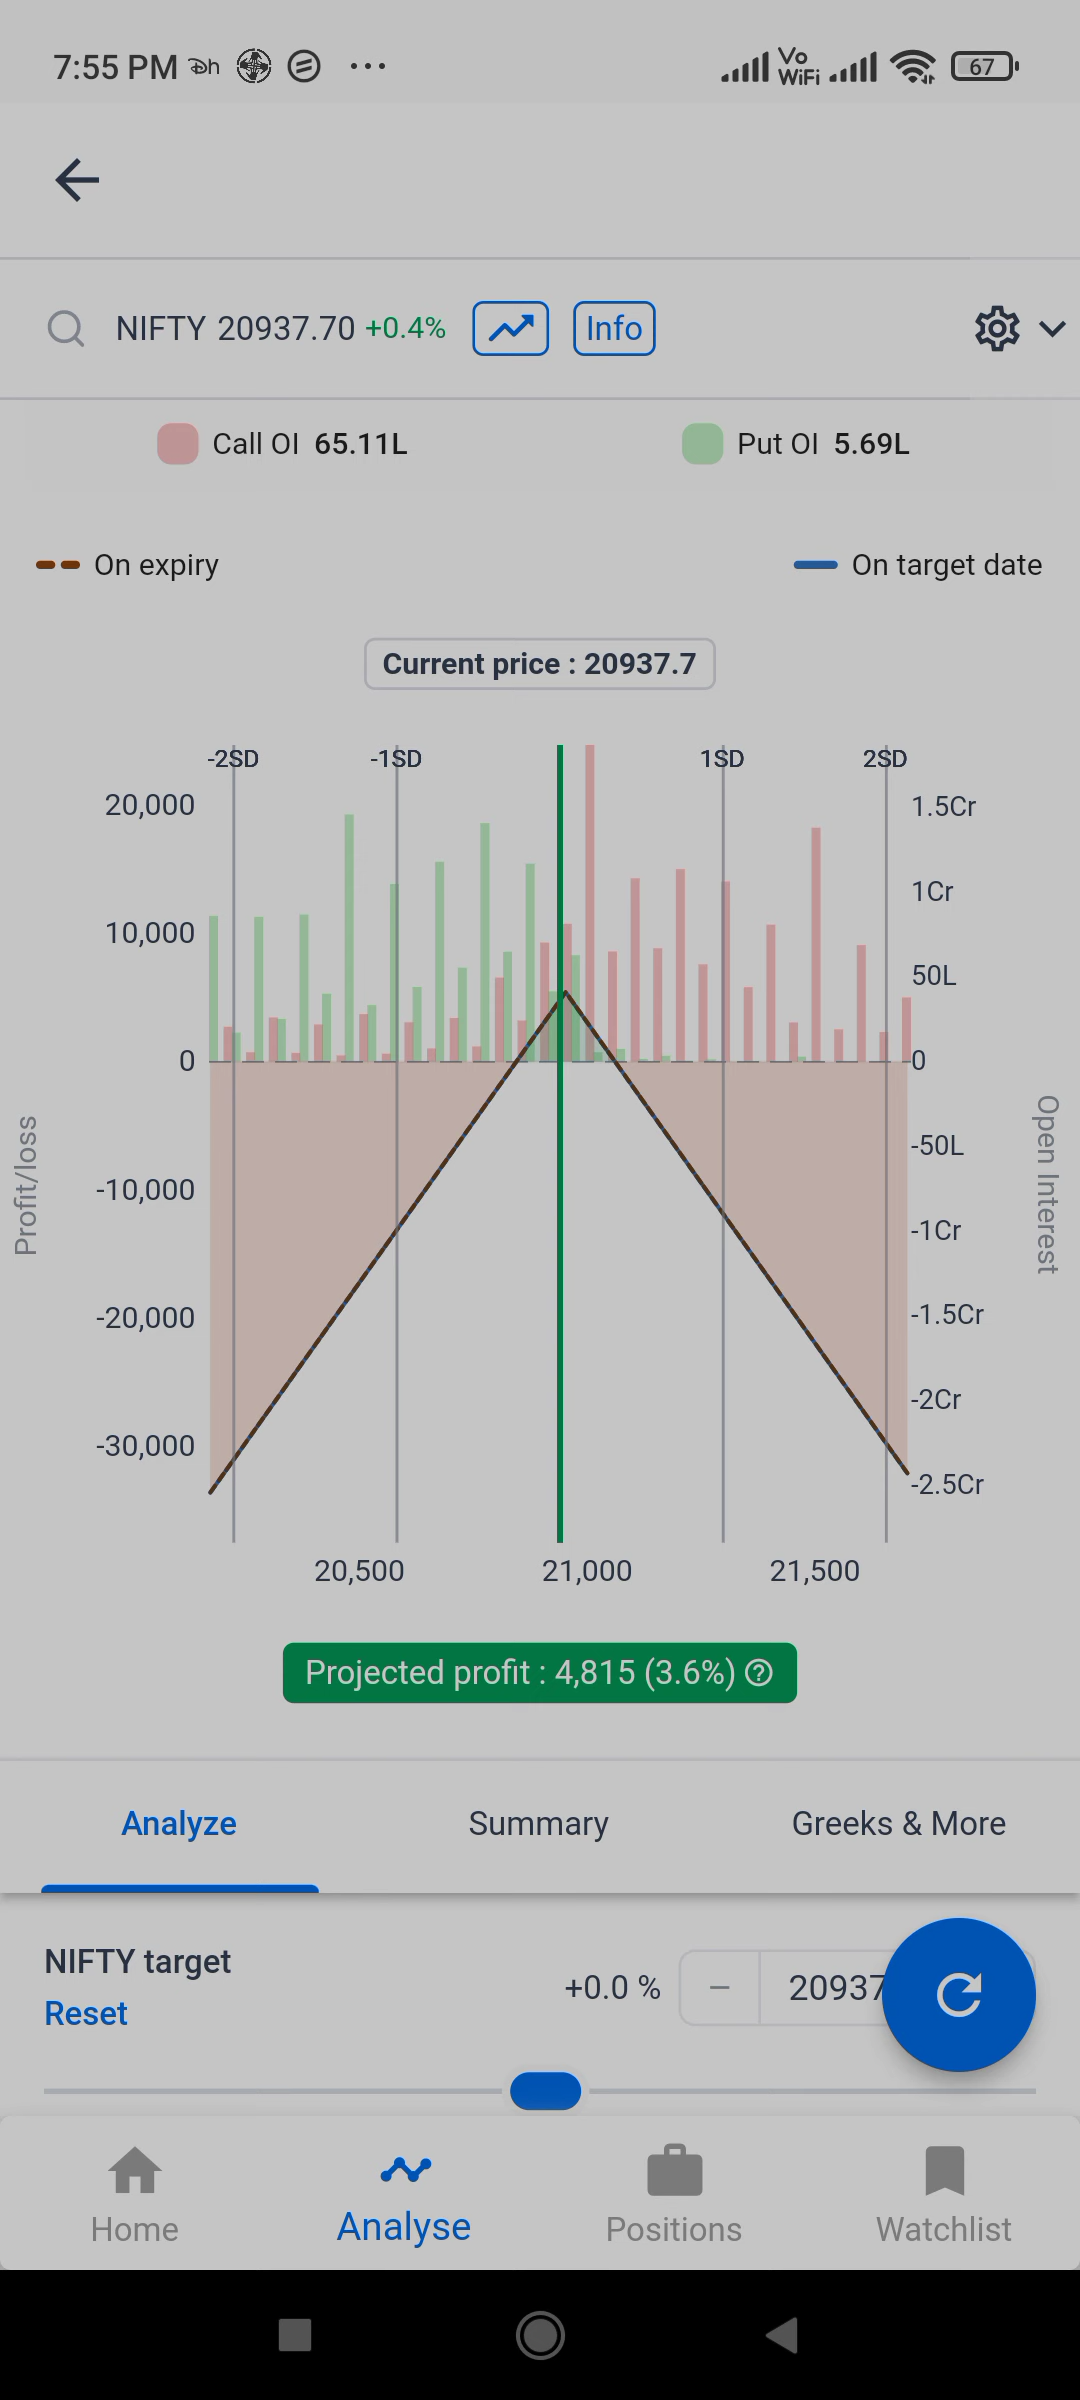 7:55 PM
Vo WiFi
67
NIFTY 20937.70 +0.4% Info
Call OI 65.11L Put OI 5.69L
On expiry On target date
Current price : 20937.7
-2SD -1SD 1SD 2SD
20,000 1.5Cr
1Cr
10,000
50L
0 0
-50L
-10,000
-1Cr
-20,000 -1.5Cr
-2Cr
-30,000
-2.5Cr
Profit/loss
Open Interest
20,500 21,000 21,500
Projected profit : 4,815 (3.6%)
Analyze Summary Greeks & More
NIFTY target
+0.0 % − 20937
Reset
Home Analyse Positions Watchlist